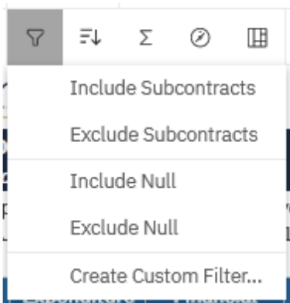 Include Subcontracts
Exclude Subcontracts
Include Null
Exclude Null
Create Custom Filter...